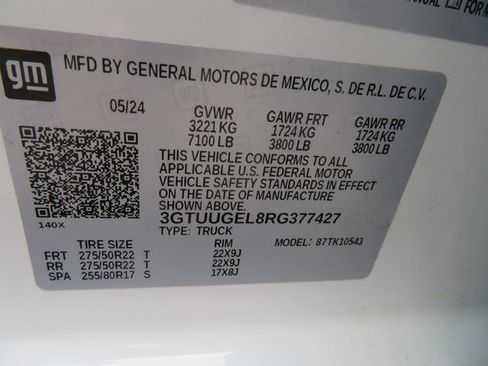 MANUAL FOR M
gm
MFD BY GENERAL MOTORS DE MEXICO, S. DE R.L. DE C.V.
05/24 GVWR GAWR FRT GAWR RR
3221 KG 1724 KG 1724 KG
7100 LB 3800 LB 3800 LB
THIS VEHICLE CONFORMS TO ALL
APPLICABLE U.S. FEDERAL MOTOR
VEHICLE SAFETY STANDARDS IN EFFECT
ON THE DATE OF MANUFACTURE
SHOWN ABOVE.
140X
3GTUUGEL8RG377427
TYPE: TRUCK MODEL: 87TK10543
TIRE SIZE RIM
FRT 275/50R22 T 22X9J
RR 275/50R22 T 22X9J
SPA 255/80R17 S 17X8J